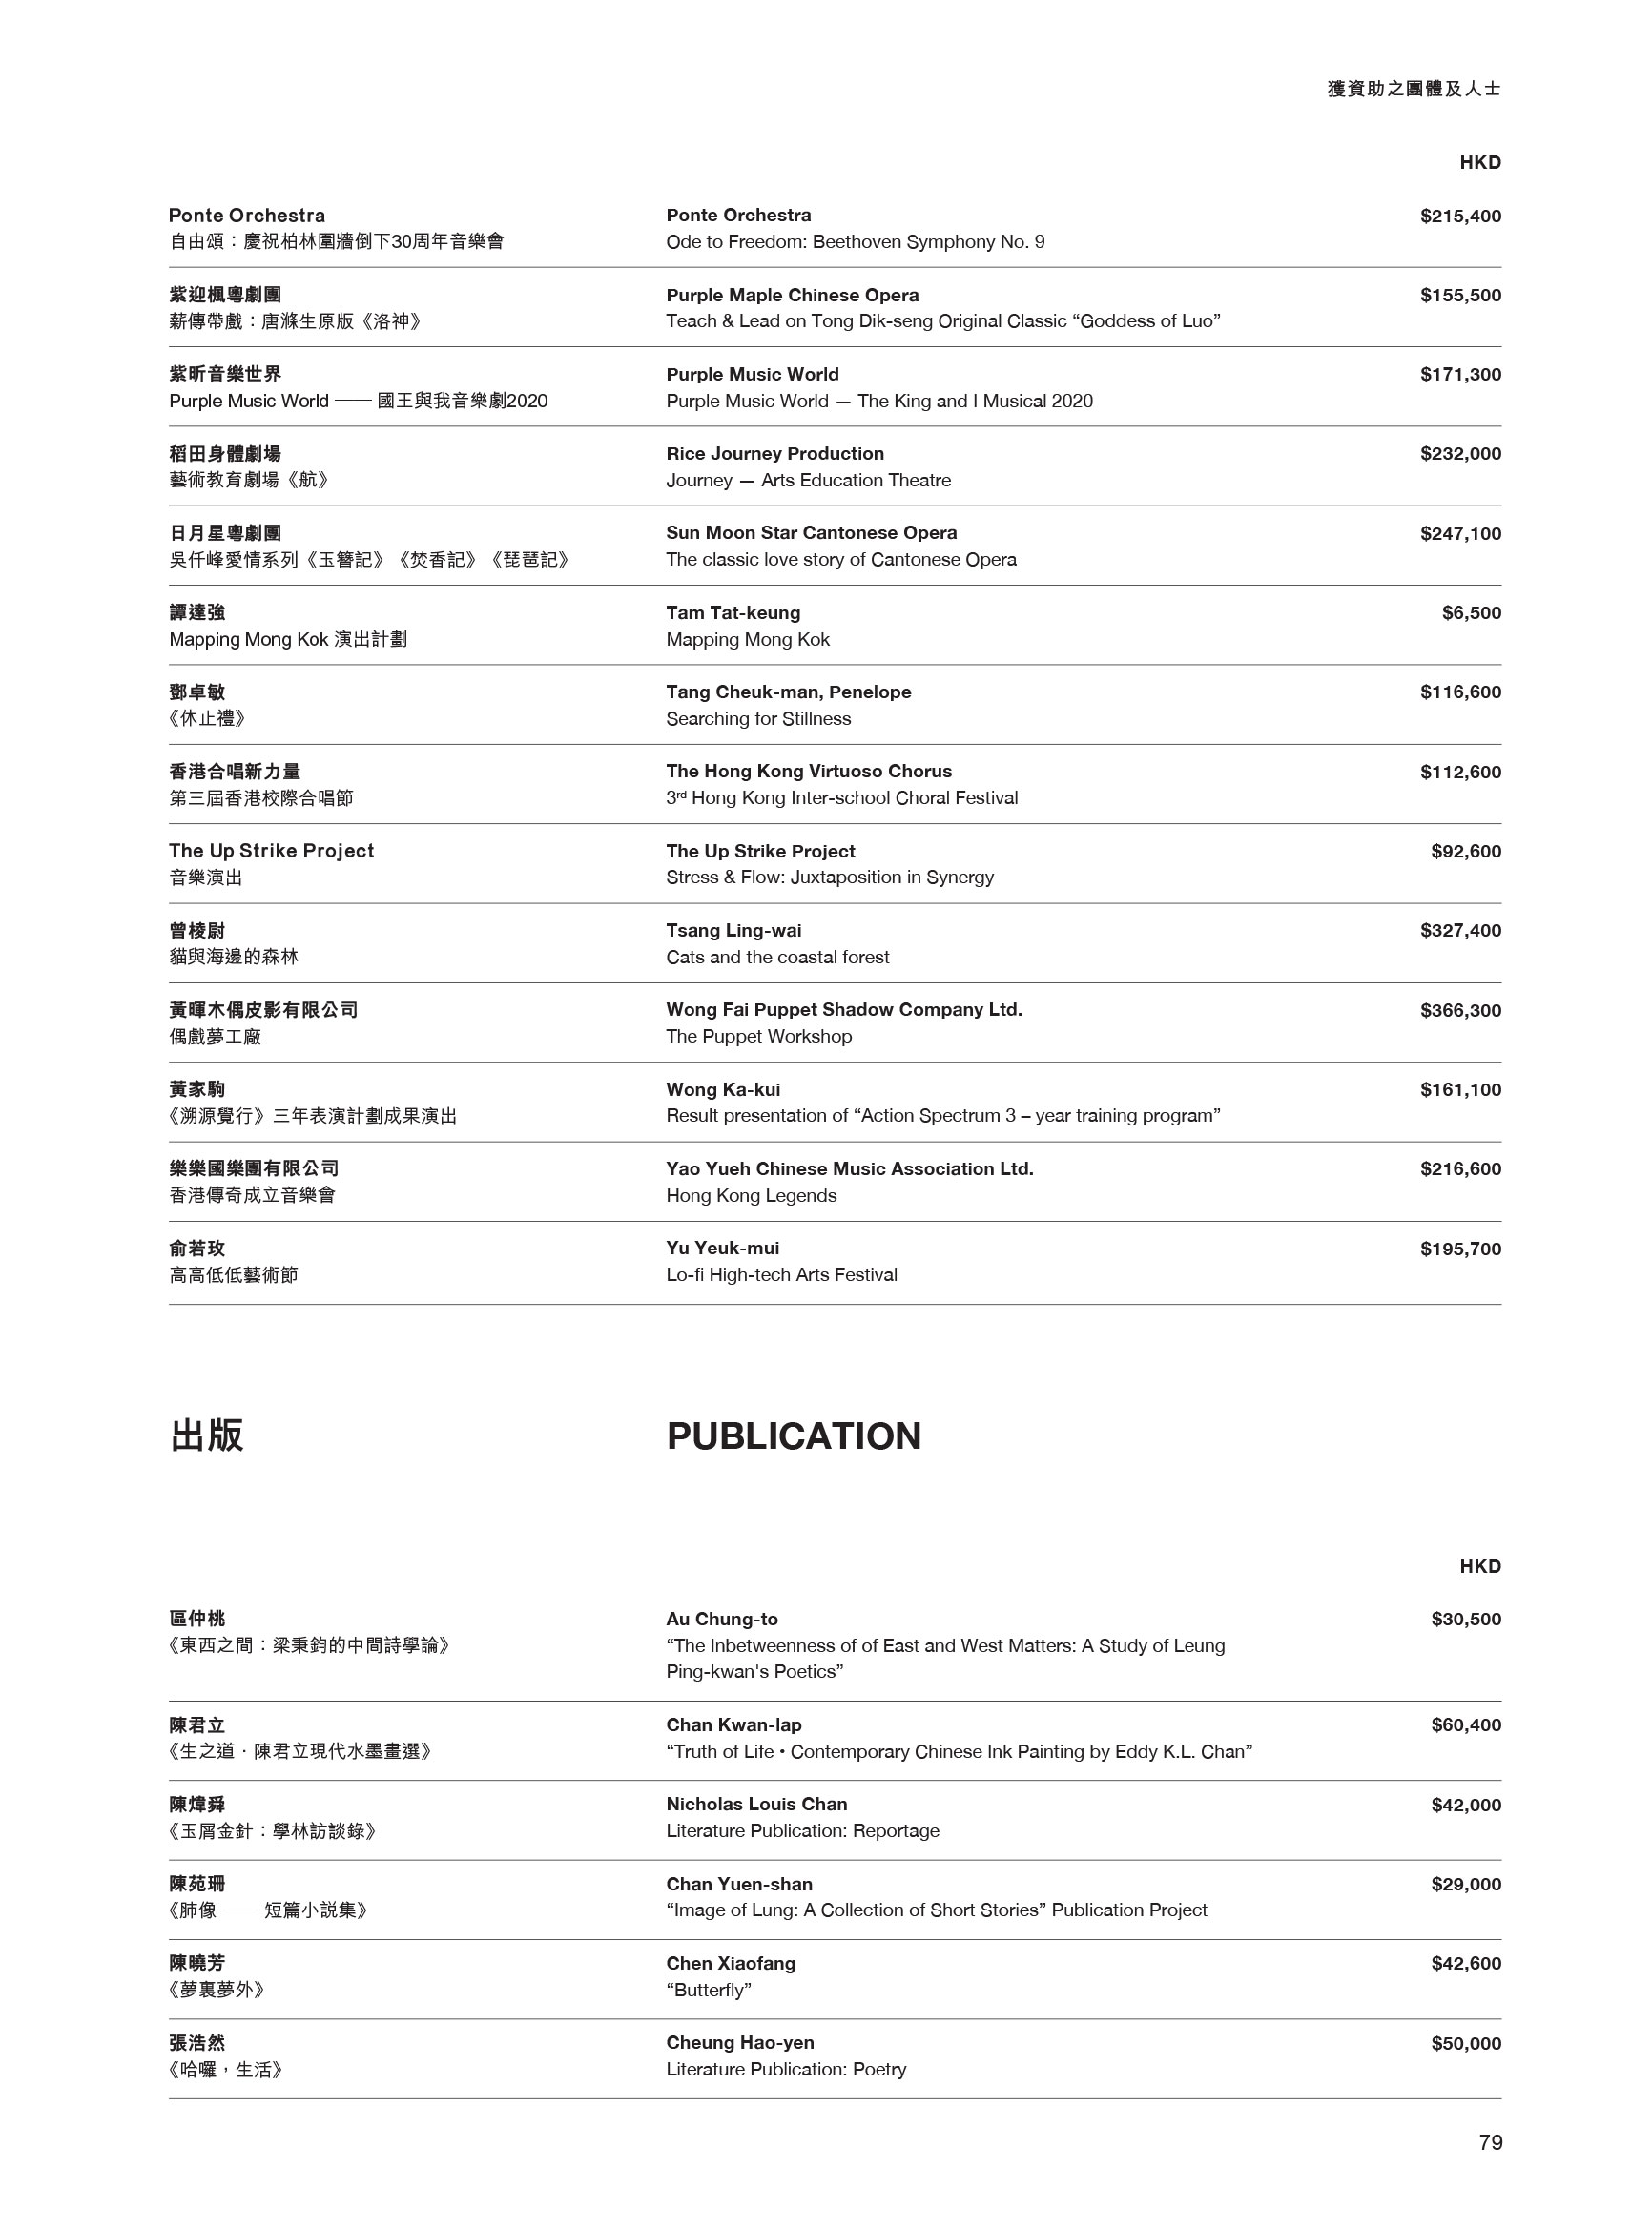 獲資助之團體及人士
HKD
Ponte Orchestra
自由頌：慶祝柏林圍牆倒下30周年音樂會
Ponte Orchestra
Ode to Freedom: Beethoven Symphony No. 9
$215,400
紫迎楓粵劇團
薪傳帶戲：唐滌生原版《洛神》
Purple Maple Chinese Opera
Teach & Lead on Tong Dik-seng Original Classic “Goddess of Luo”
$155,500
紫昕音樂世界
Purple Music World —— 國王與我音樂劇2020
Purple Music World
Purple Music World — The King and I Musical 2020
$171,300
稻田身體劇場
藝術教育劇場《航》
Rice Journey Production
Journey — Arts Education Theatre
$232,000
日月星粵劇團
吳仟峰愛情系列《玉簪記》《焚香記》《琵琶記》
Sun Moon Star Cantonese Opera
The classic love story of Cantonese Opera
$247,100
譚達強
Mapping Mong Kok 演出計劃
Tam Tat-keung
Mapping Mong Kok
$6,500
鄧卓敏
《休止禮》
Tang Cheuk-man, Penelope
Searching for Stillness
$116,600
香港合唱新力量
第三屆香港校際合唱節
The Hong Kong Virtuoso Chorus
3rd Hong Kong Inter-school Choral Festival
$112,600
The Up Strike Project
音樂演出
The Up Strike Project
Stress & Flow: Juxtaposition in Synergy
$92,600
曾棱尉
貓與海邊的森林
Tsang Ling-wai
Cats and the coastal forest
$327,400
黃暉木偶皮影有限公司
偶戲夢工廠
Wong Fai Puppet Shadow Company Ltd.
The Puppet Workshop
$366,300
黃家駒
《溯源覺行》三年表演計劃成果演出
Wong Ka-kui
Result presentation of “Action Spectrum 3 – year training program”
$161,100
樂樂國樂團有限公司
香港傳奇成立音樂會
Yao Yueh Chinese Music Association Ltd.
Hong Kong Legends
$216,600
俞若玫
高高低低藝術節
Yu Yeuk-mui
Lo-fi High-tech Arts Festival
$195,700
出版
PUBLICATION
HKD
區仲桃
《東西之間：梁秉鈞的中間詩學論》
Au Chung-to
“The Inbetweenness of of East and West Matters: A Study of Leung
Ping-kwan's Poetics”
$30,500
陳君立
《生之道．陳君立現代水墨畫選》
Chan Kwan-lap
“Truth of Life • Contemporary Chinese Ink Painting by Eddy K.L. Chan”
$60,400
陳煒舜
《玉屑金針：學林訪談錄》
Nicholas Louis Chan
Literature Publication: Reportage
$42,000
陳苑珊
《肺像 —— 短篇小説集》
Chan Yuen-shan
“Image of Lung: A Collection of Short Stories” Publication Project
$29,000
陳曉芳
《夢裏夢外》
Chen Xiaofang
“Butterfly”
$42,600
張浩然
《哈囉，生活》
Cheung Hao-yen
Literature Publication: Poetry
$50,000
79